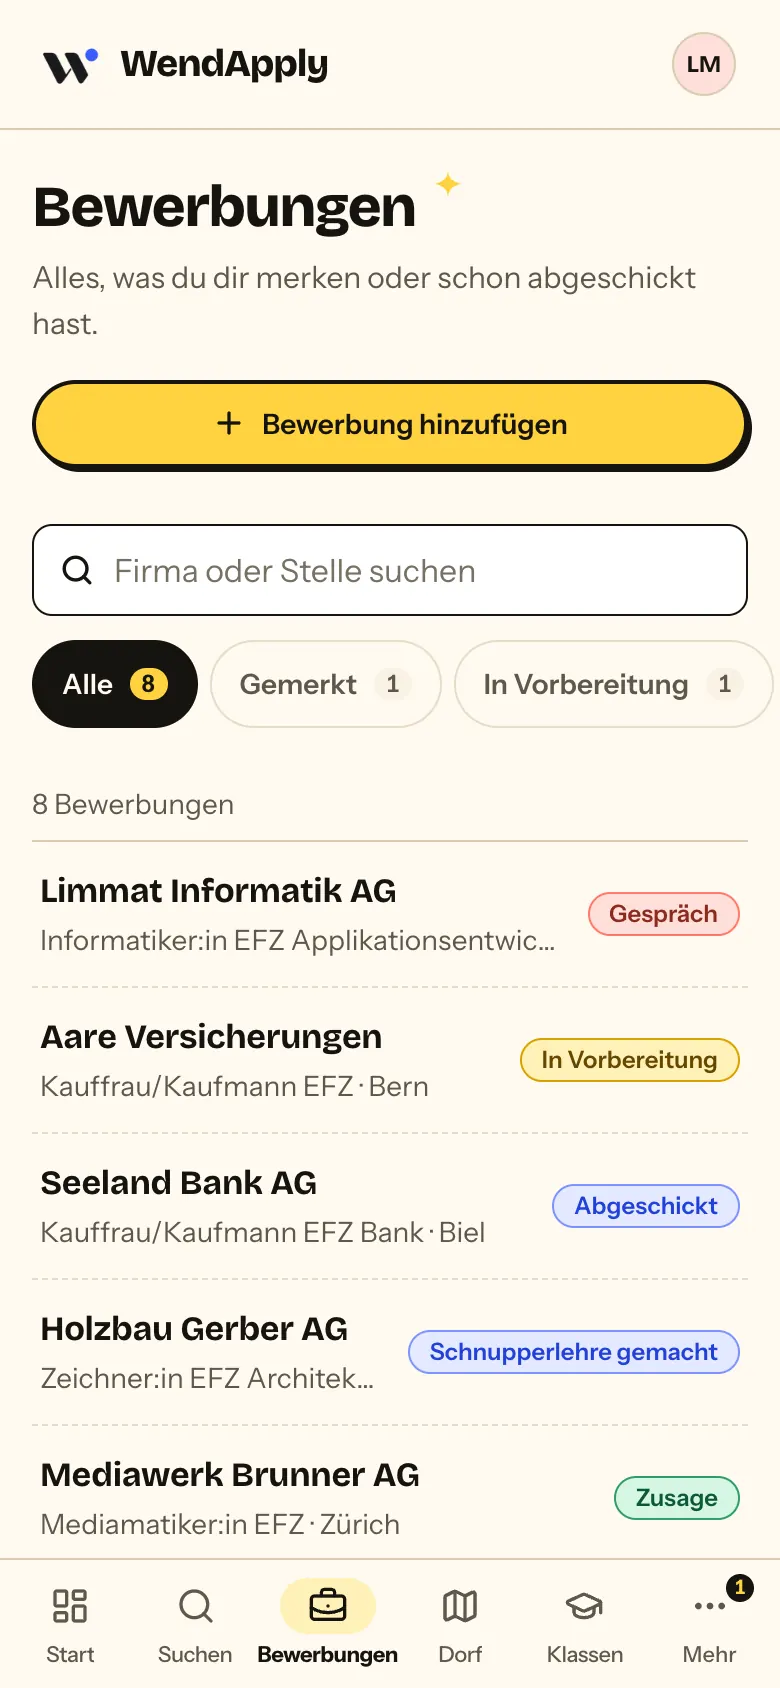 WendApply
LM
Bewerbungen
Alles, was du dir merken oder schon abgeschickt
hast.
Bewerbung hinzufügen
Firma oder Stelle suchen
Alle 8
Gemerkt 1
In Vorbereitung 1
8 Bewerbungen
Limmat Informatik AG
Informatiker:in EFZ Applikationsentwic...
Gespräch
Aare Versicherungen
Kauffrau/Kaufmann EFZ · Bern
In Vorbereitung
Seeland Bank AG
Kauffrau/Kaufmann EFZ Bank · Biel
Abgeschickt
Holzbau Gerber AG
Zeichner:in EFZ Architek...
Schnupperlehre gemacht
Mediawerk Brunner AG
Mediamatiker:in EFZ · Zürich
Zusage
Start
Suchen
Bewerbungen
Dorf
Klassen
1
Mehr